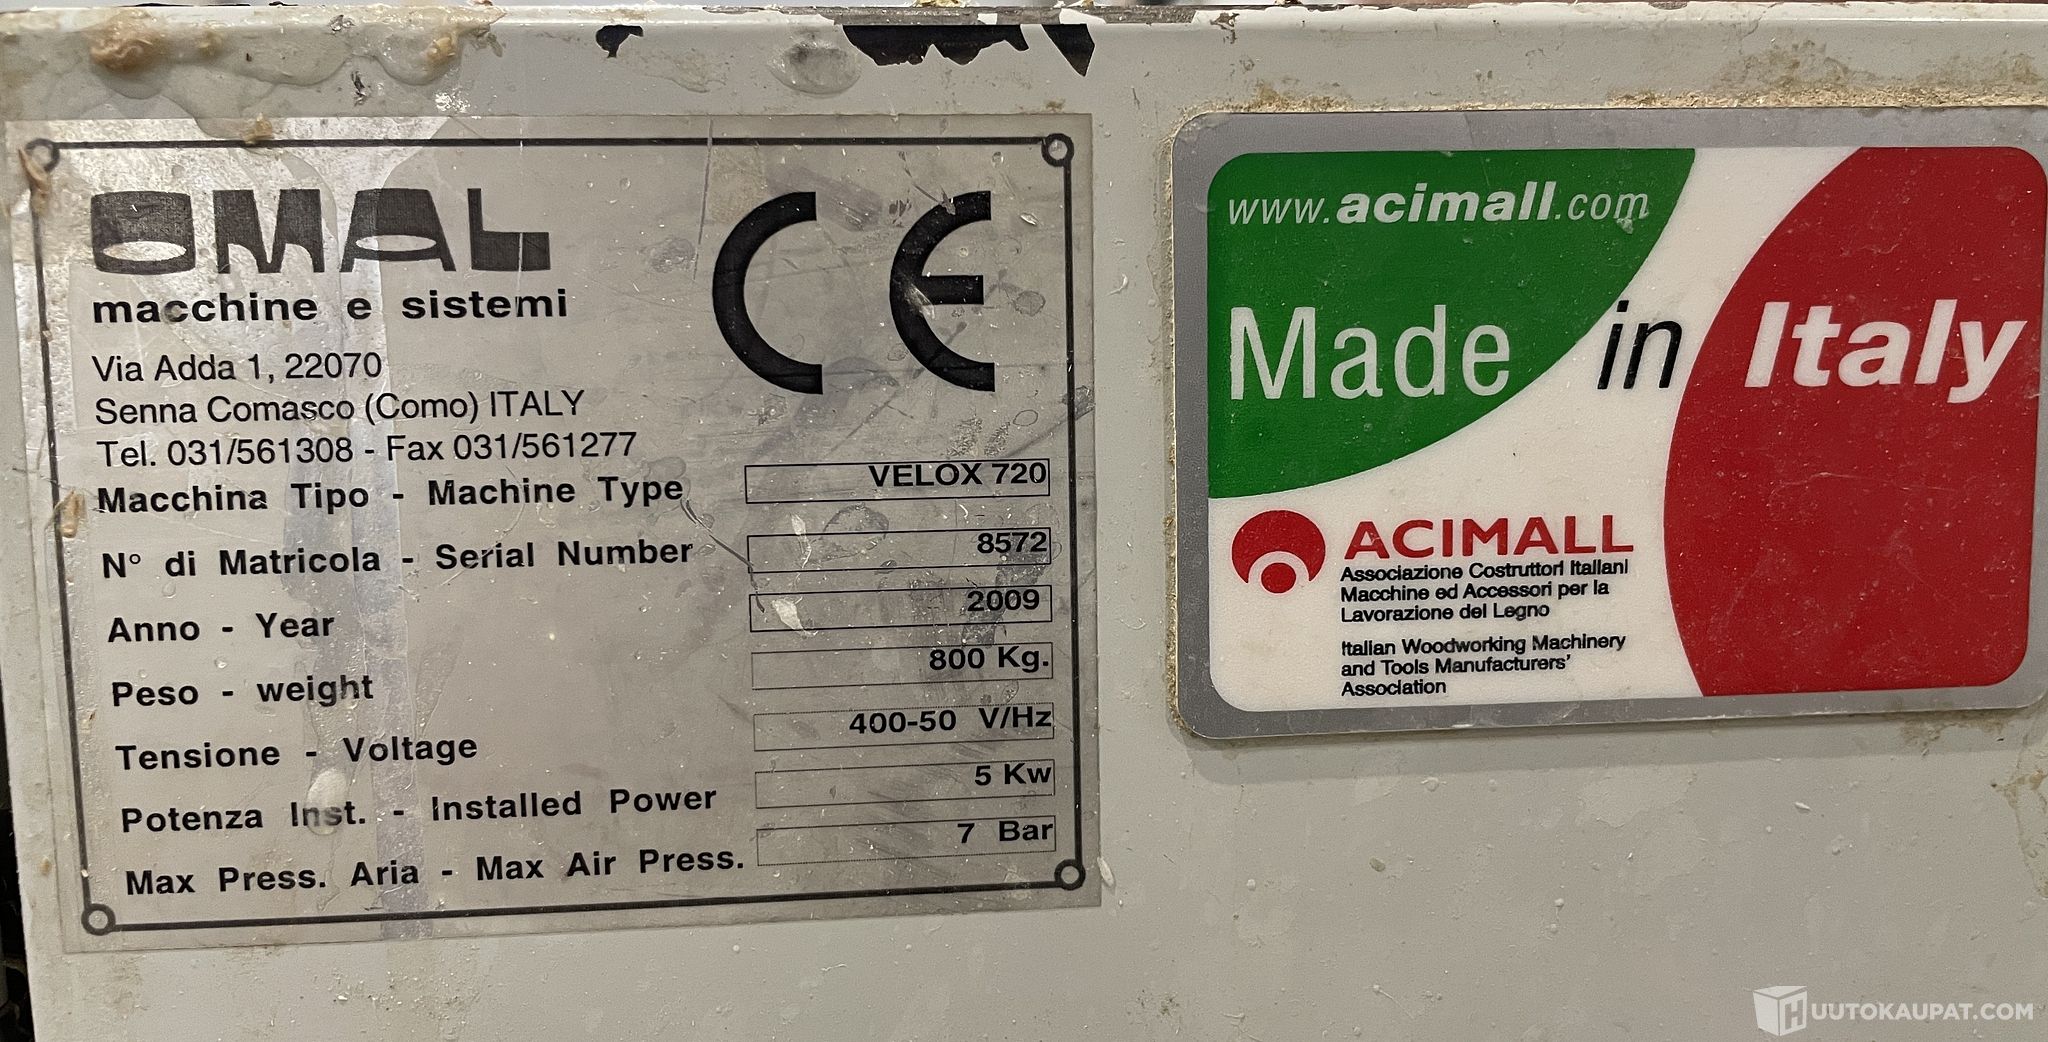 OMAL
macchine e sistemi
CE
Via Adda 1, 22070
Senna Comasco (Como) ITALY
Tel. 031/561308 - Fax 031/561277
Macchina Tipo - Machine Type VELOX 720
N° di Matricola - Serial Number 8572
Anno - Year 2009
Peso - weight 800 Kg.
Tensione - Voltage 400-50 V/Hz
Potenza Inst. - Installed Power 5 Kw
Max Press. Aria - Max Air Press. 7 Bar
www.acimall.com
Made in Italy
ACIMALL
Associazione Costruttori Italiani
Macchine ed Accessori per la
Lavorazione del Legno
Italian Woodworking Machinery
and Tools Manufacturers'
Association
HUUTOKAUPAT.COM